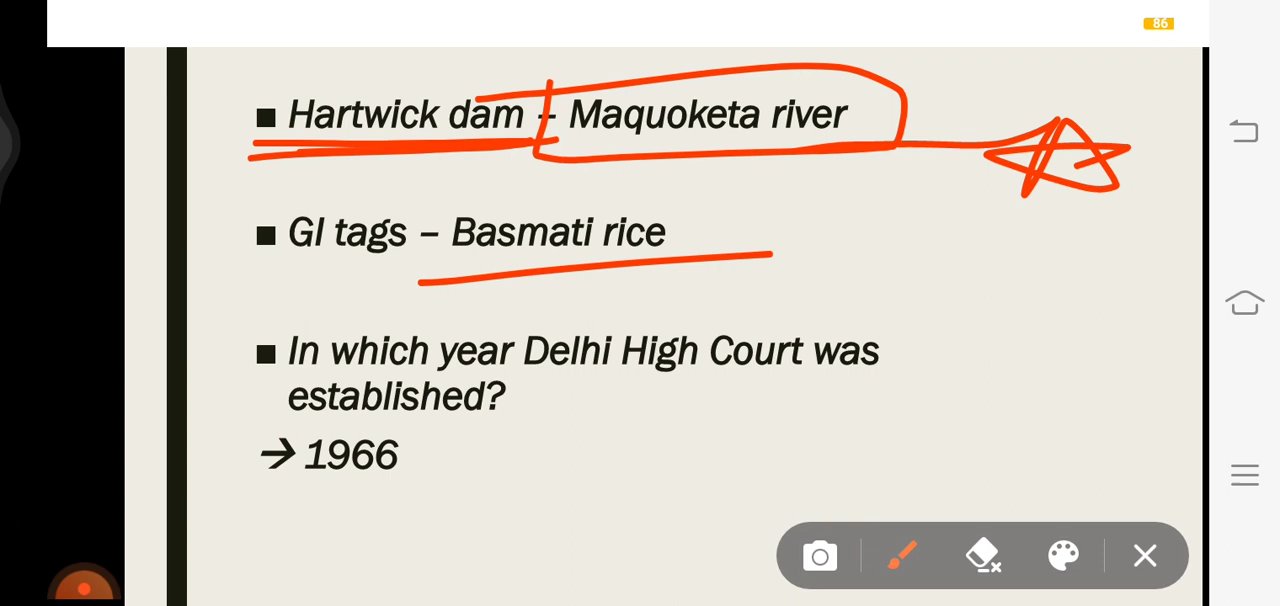 86
■ Hartwick dam – Maquoketa river
■ GI tags – Basmati rice
■ In which year Delhi High Court was
established?
→ 1966